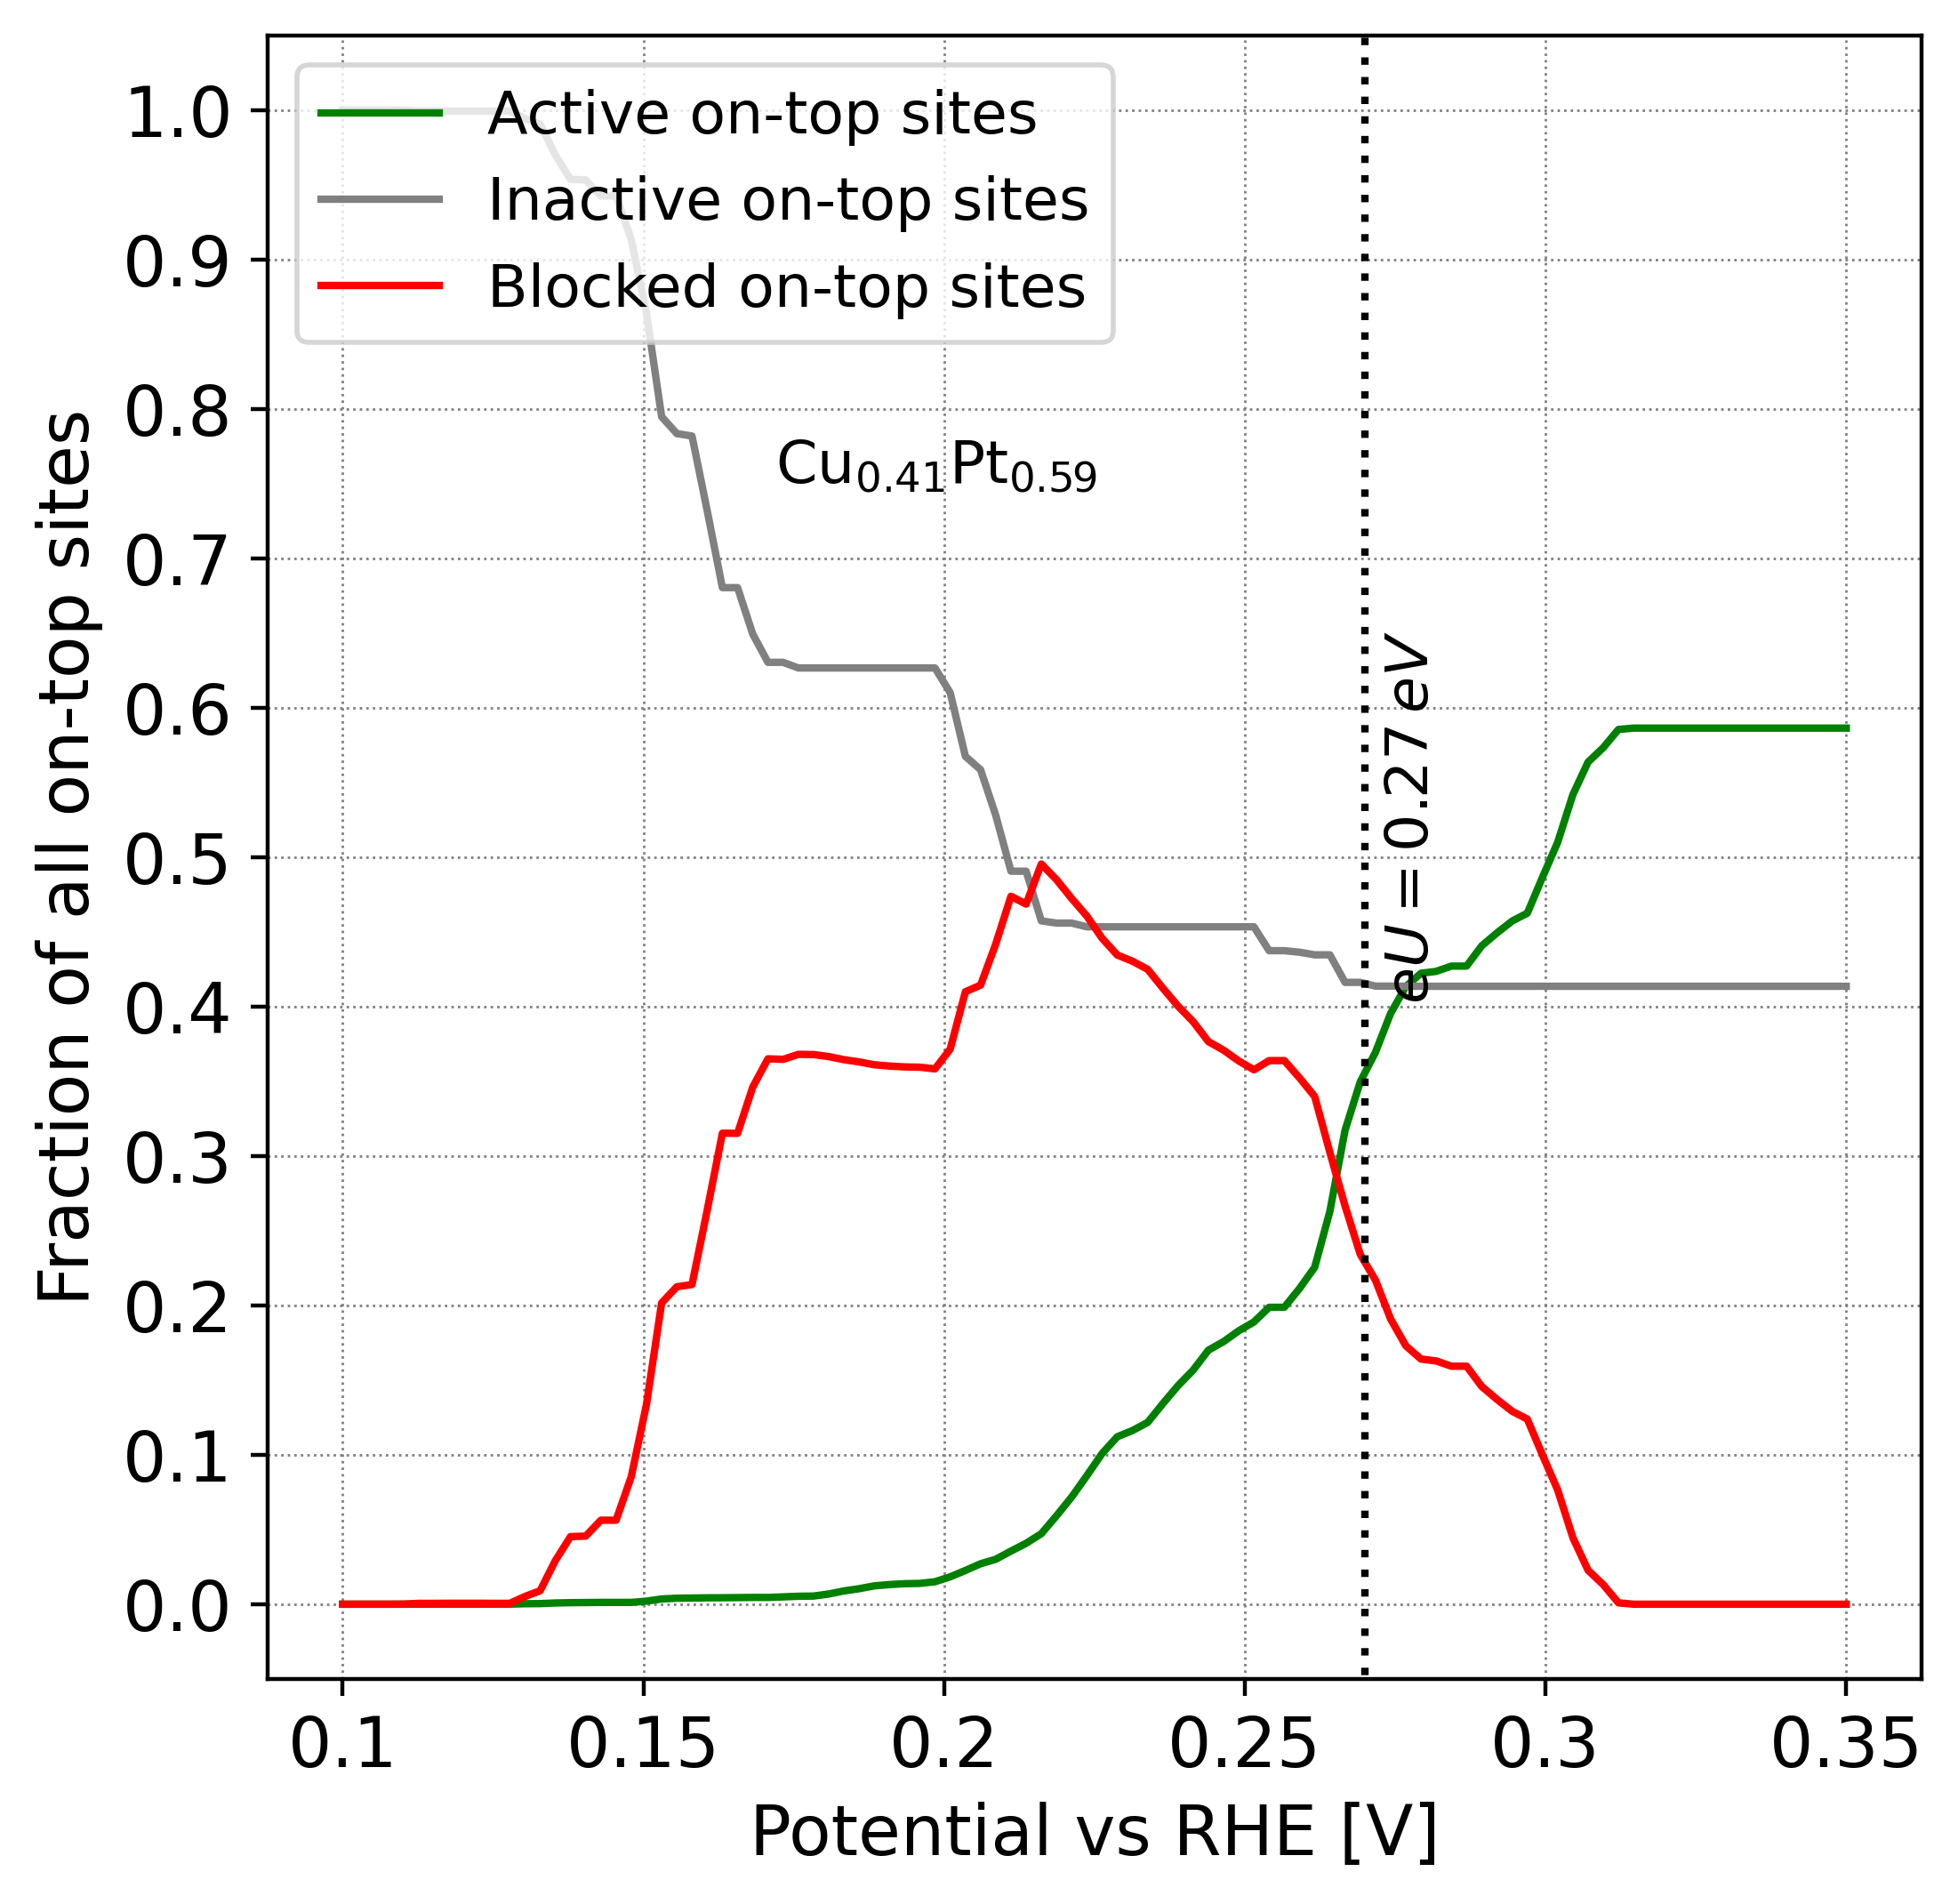 Active on-top sites
Inactive on-top sites
Blocked on-top sites
Cu₀.₄₁Pt₀.₅₉
eU = 0.27 eV
Fraction of all on-top sites
1.0
0.9
0.8
0.7
0.6
0.5
0.4
0.3
0.2
0.1
0.0
0.1 0.15 0.2 0.25 0.3 0.35
Potential vs RHE [V]